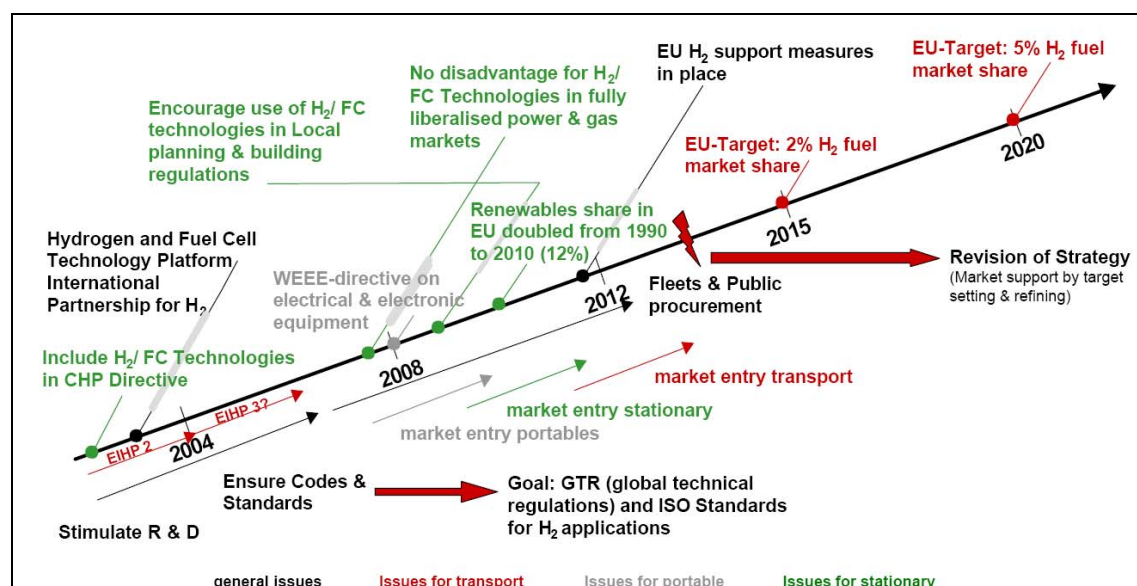 EU H2 support measures
in place
EU-Target: 5% H2 fuel
market share
No disadvantage for H2/
FC Technologies in fully
liberalised power & gas
markets
Encourage use of H2/ FC
technologies in Local
planning & building
regulations
EU-Target: 2% H2 fuel
market share
2020
Renewables share in
EU doubled from 1990
to 2010 (12%)
2015
Hydrogen and Fuel Cell
Technology Platform
International
Partnership for H2
WEEE-directive on
electrical & electronic
equipment
2012
Fleets & Public
procurement
Revision of Strategy
(Market support by target
setting & refining)
Include H2/ FC Technologies
in CHP Directive
2008
market entry transport
EIHP 3?
market entry stationary
EIHP 2
2004
market entry portables
Ensure Codes &
Standards
Goal: GTR (global technical
regulations) and ISO Standards
for H2 applications
Stimulate R & D
general issues
Issues for transport
Issues for portable
Issues for stationary